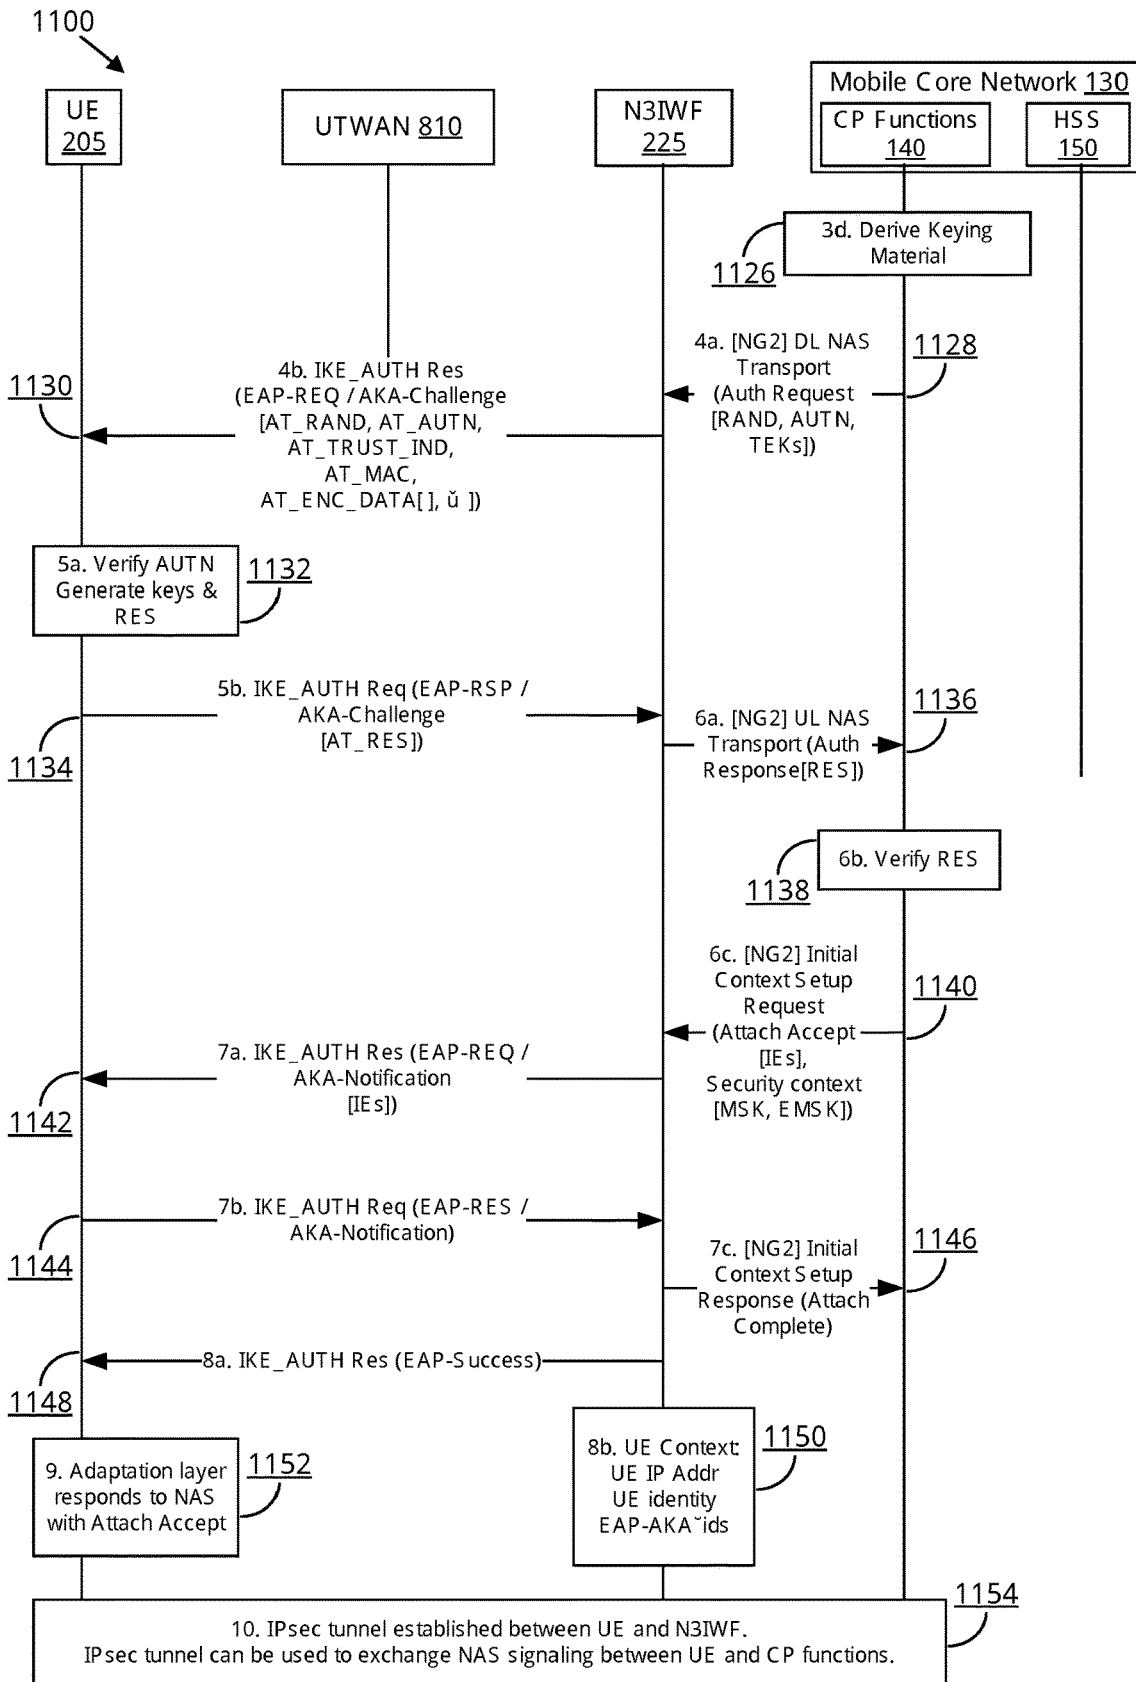 1100
UE
205
UTWAN 810
N3IWF
225
Mobile Core Network 130
CP Functions
140
HSS
150
3d. Derive Keying
Material
1126
4a. [NG2] DL NAS
Transport
(Auth Request
[RAND, AUTN,
TEKs])
1128
4b. IKE_AUTH Res
(EAP-REQ / AKA-Challenge
[AT_RAND, AT_AUTN,
AT_TRUST_IND,
AT_MAC,
AT_ENC_DATA[], ŭ ])
1130
5a. Verify AUTN
Generate keys &
RES
1132
5b. IKE_AUTH Req (EAP-RSP /
AKA-Challenge
[AT_RES])
1134
6a. [NG2] UL NAS
Transport (Auth
Response[RES])
1136
6b. Verify RES
1138
6c. [NG2] Initial
Context Setup
Request
(Attach Accept
[IEs],
Security context
[MSK, EMSK])
1140
7a. IKE_AUTH Res (EAP-REQ /
AKA-Notification
[IEs])
1142
7b. IKE_AUTH Req (EAP-RES /
AKA-Notification)
1144
7c. [NG2] Initial
Context Setup
Response (Attach
Complete)
1146
8a. IKE_AUTH Res (EAP-Success)
1148
8b. UE Context:
UE IP Addr
UE identity
EAP-AKA˘ids
1150
9. Adaptation layer
responds to NAS
with Attach Accept
1152
10. IPsec tunnel established between UE and N3IWF.
IPsec tunnel can be used to exchange NAS signaling between UE and CP functions.
1154